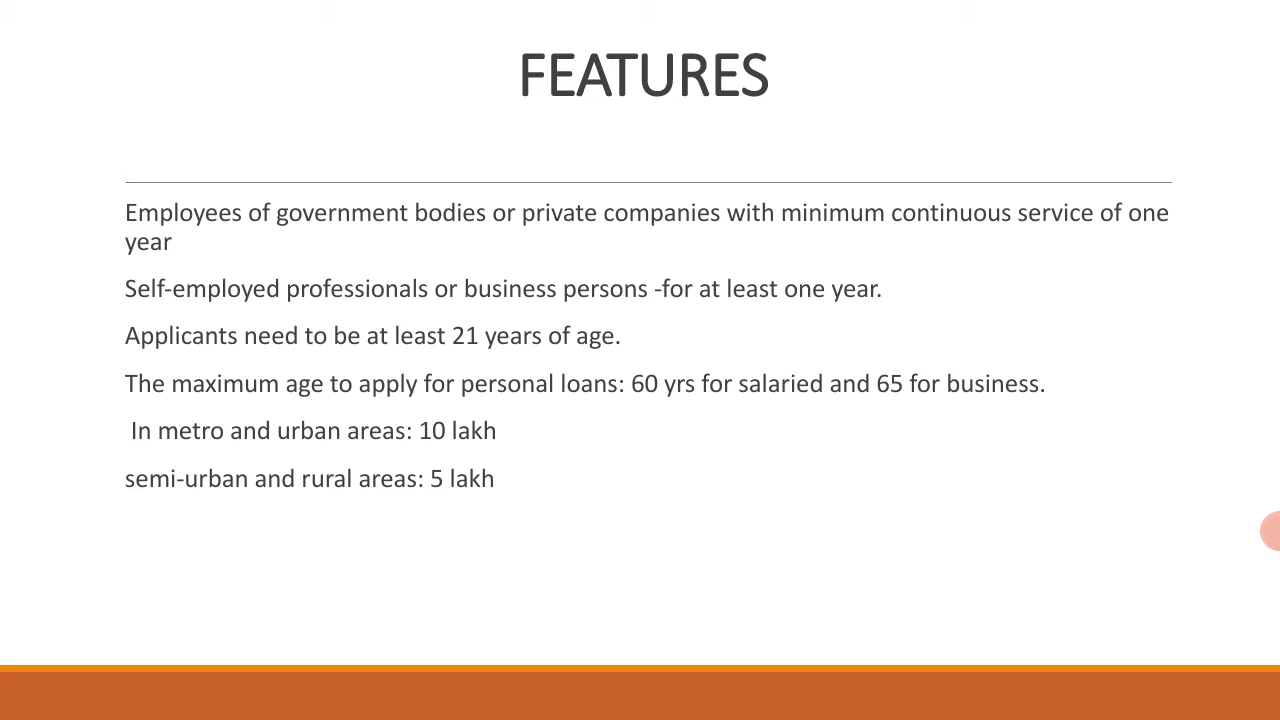 FEATURES
Employees of government bodies or private companies with minimum continuous service of one
year
Self-employed professionals or business persons -for at least one year.
Applicants need to be at least 21 years of age.
The maximum age to apply for personal loans: 60 yrs for salaried and 65 for business.
In metro and urban areas: 10 lakh
semi-urban and rural areas: 5 lakh